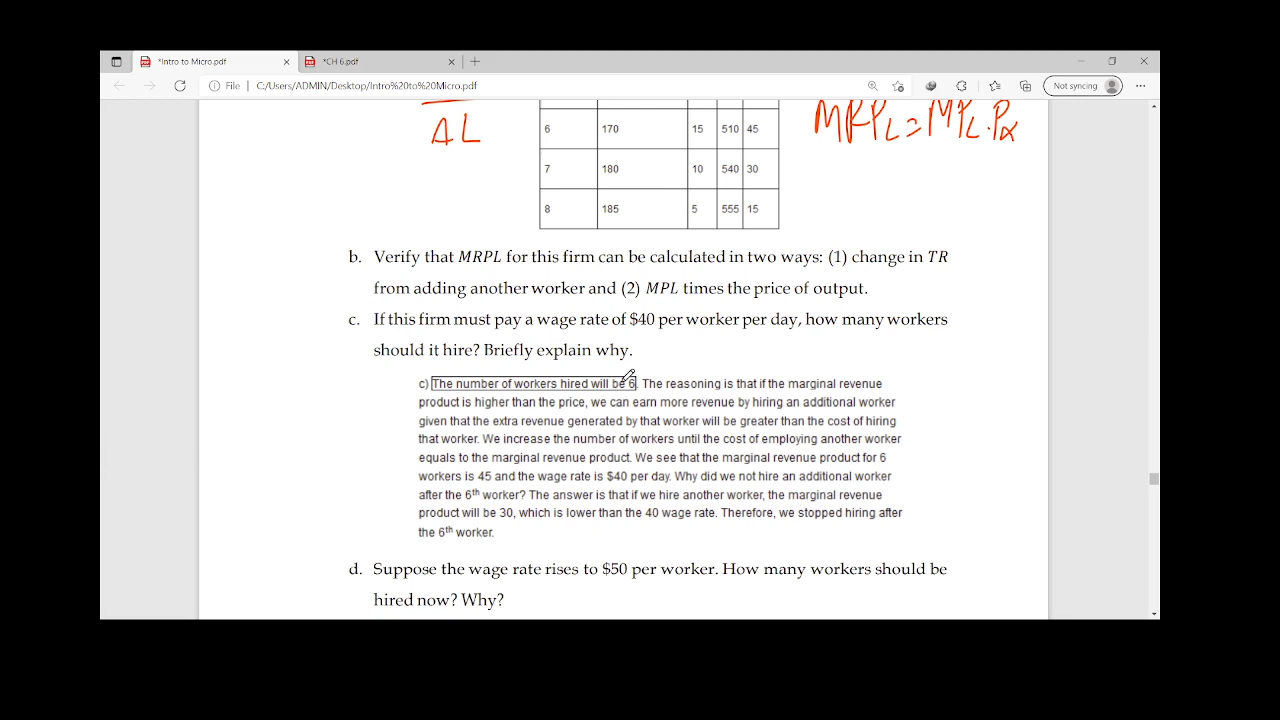 *Intro to Micro.pdf
*CH 6.pdf
File
C:/Users/ADMIN/Desktop/Intro%20to%20Micro.pdf
Not syncing
ΔL
MRPL=MPL.Px
6 170 15 510 45
7 180 10 540 30
8 185 5 555 15
b. Verify that MRPL for this firm can be calculated in two ways: (1) change in TR
from adding another worker and (2) MPL times the price of output.
c. If this firm must pay a wage rate of $40 per worker per day, how many workers
should it hire? Briefly explain why.
c) The number of workers hired will be 6. The reasoning is that if the marginal revenue
product is higher than the price, we can earn more revenue by hiring an additional worker
given that the extra revenue generated by that worker will be greater than the cost of hiring
that worker. We increase the number of workers until the cost of employing another worker
equals to the marginal revenue product. We see that the marginal revenue product for 6
workers is 45 and the wage rate is $40 per day. Why did we not hire an additional worker
after the 6th worker? The answer is that if we hire another worker, the marginal revenue
product will be 30, which is lower than the 40 wage rate. Therefore, we stopped hiring after
the 6th worker.
d. Suppose the wage rate rises to $50 per worker. How many workers should be
hired now? Why?